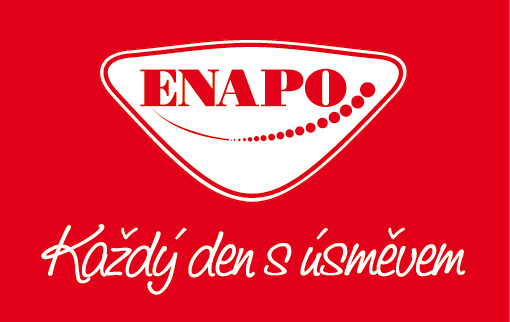 ENAPO
Každý den s úsměvem